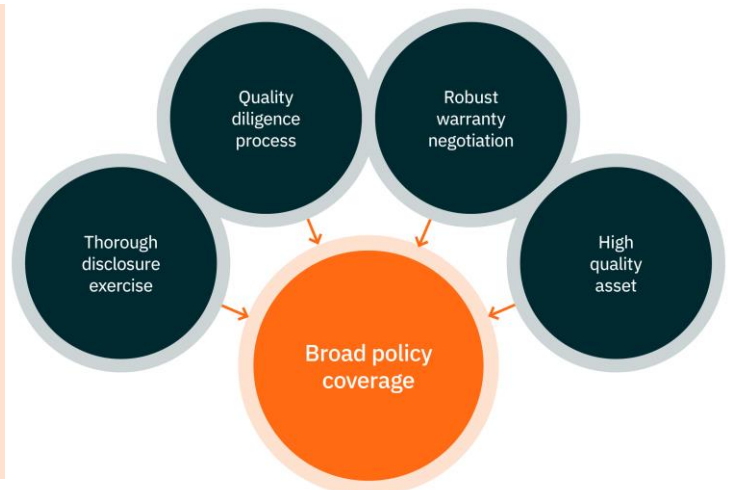 Quality
diligence
process
Robust
warranty
negotiation
Thorough
disclosure
exercise
High
quality
asset
Broad policy
coverage